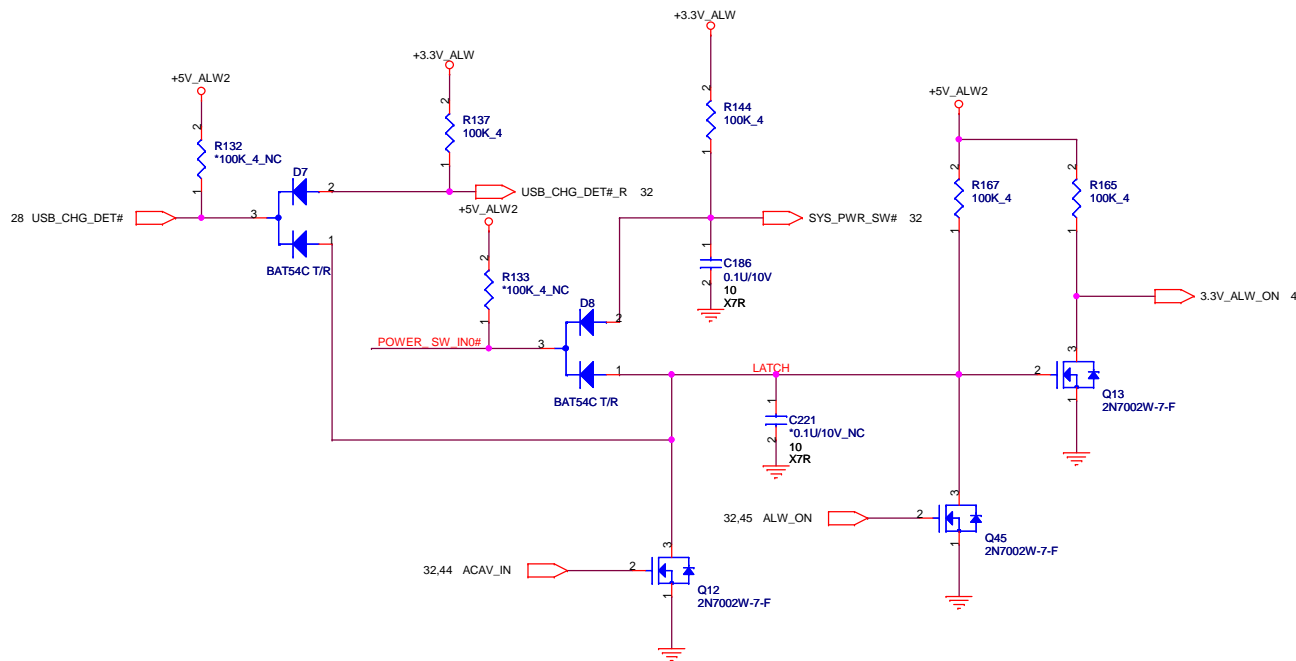 +3.3V_ALW
+3.3V_ALW
+5V_ALW2
+5V_ALW2
2
R144
100K_4
1
2
R137
100K_4
1
2
R132
*100K_4_NC
1
D7
2
USB_CHG_DET#_R 32
28 USB_CHG_DET#
3
1
BAT54C T/R
+5V_ALW2
SYS_PWR_SW# 32
2
R167
100K_4
1
2
R165
100K_4
1
2
R133
*100K_4_NC
1
1
C186
0.1U/10V
2
10
X7R
3.3V_ALW_ON 4
D8
2
POWER_ SW_IN0#
3
1
BAT54C T/R
LATCH
2
3
1
Q13
2N7002W-7-F
1
C221
*0.1U/10V_NC
2
10
X7R
32,45 ALW_ON
2
3
1
Q45
2N7002W-7-F
32,44 ACAV_IN
2
3
1
Q12
2N7002W-7-F